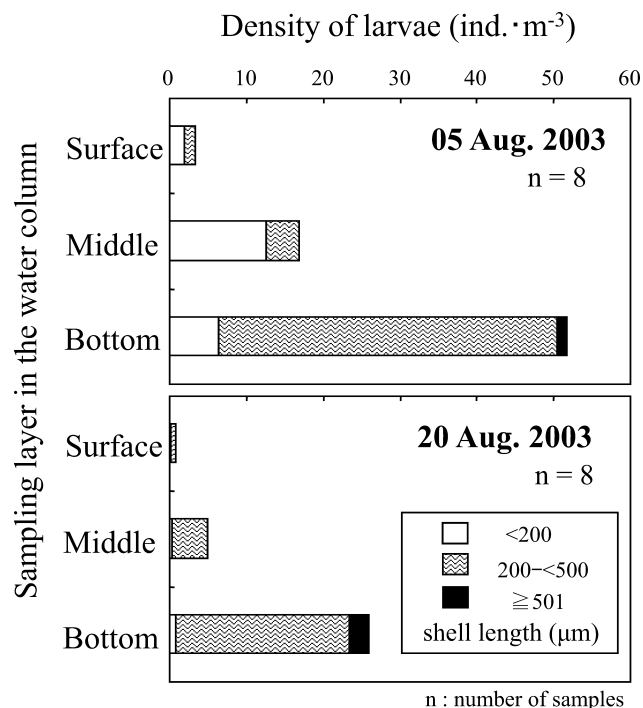 Density of larvae (ind.·m-3)
0 10 20 30 40 50 60
Sampling layer in the water column
05 Aug. 2003
n = 8
Surface
Middle
Bottom
20 Aug. 2003
n = 8
Surface
Middle
Bottom
<200
200-<500
≧501
shell length (μm)
n : number of samples